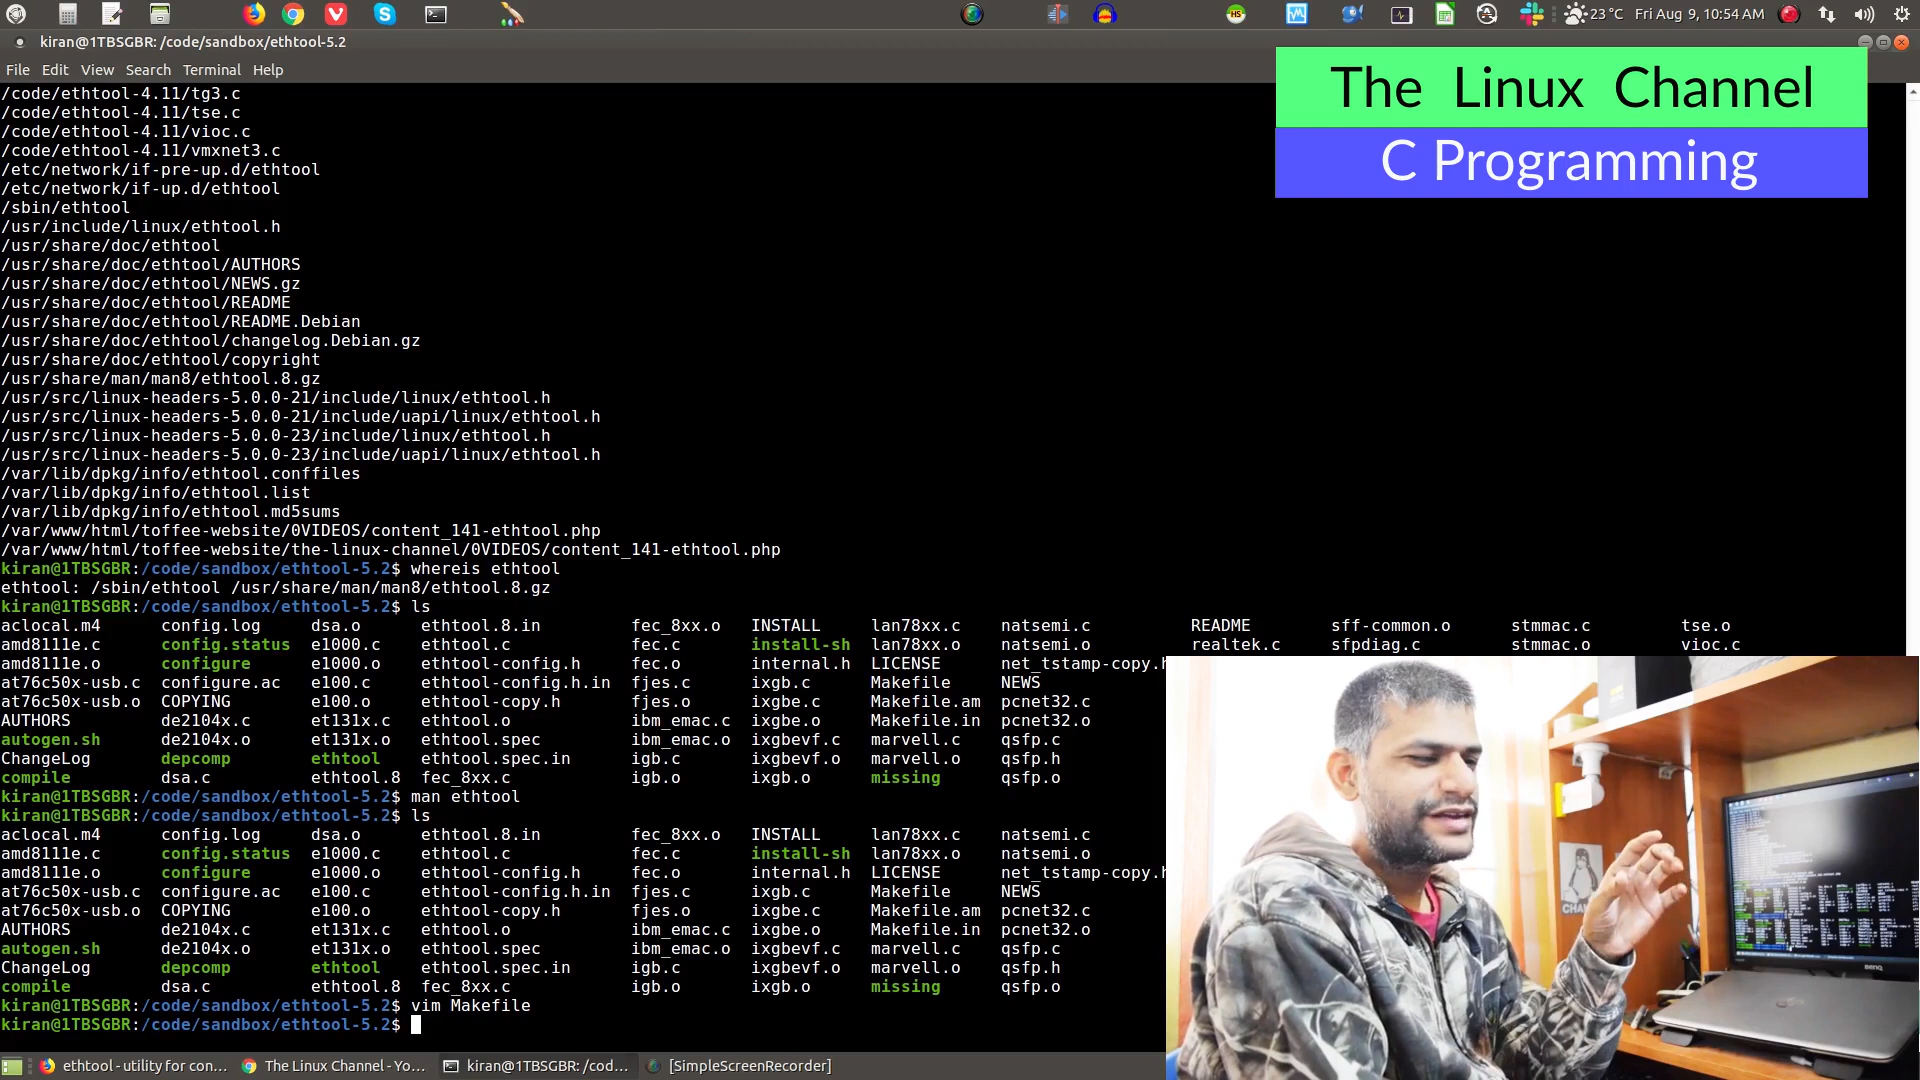 HS
23 °C Fri Aug 9, 10:54 AM
kiran@1TBSGBR: /code/sandbox/ethtool-5.2
File Edit View Search Terminal Help
The Linux Channel
C Programming
/code/ethtool-4.11/tg3.c
/code/ethtool-4.11/tse.c
/code/ethtool-4.11/vioc.c
/code/ethtool-4.11/vmxnet3.c
/etc/network/if-pre-up.d/ethtool
/etc/network/if-up.d/ethtool
/sbin/ethtool
/usr/include/linux/ethtool.h
/usr/share/doc/ethtool
/usr/share/doc/ethtool/AUTHORS
/usr/share/doc/ethtool/NEWS.gz
/usr/share/doc/ethtool/README
/usr/share/doc/ethtool/README.Debian
/usr/share/doc/ethtool/changelog.Debian.gz
/usr/share/doc/ethtool/copyright
/usr/share/man/man8/ethtool.8.gz
/usr/src/linux-headers-5.0.0-21/include/linux/ethtool.h
/usr/src/linux-headers-5.0.0-21/include/uapi/linux/ethtool.h
/usr/src/linux-headers-5.0.0-23/include/linux/ethtool.h
/usr/src/linux-headers-5.0.0-23/include/uapi/linux/ethtool.h
/var/lib/dpkg/info/ethtool.conffiles
/var/lib/dpkg/info/ethtool.list
/var/lib/dpkg/info/ethtool.md5sums
/var/www/html/toffee-website/0VIDEOS/content_141-ethtool.php
/var/www/html/toffee-website/the-linux-channel/0VIDEOS/content_141-ethtool.php
kiran@1TBSGBR:/code/sandbox/ethtool-5.2$ whereis ethtool
ethtool: /sbin/ethtool /usr/share/man/man8/ethtool.8.gz
kiran@1TBSGBR:/code/sandbox/ethtool-5.2$ ls
aclocal.m4 config.log dsa.o ethtool.8.in fec_8xx.o INSTALL lan78xx.c natsemi.c README sff-common.o stmmac.c tse.o
amd8111e.c config.status e1000.c ethtool.c fec.c install-sh lan78xx.o natsemi.o realtek.c sfpdiag.c stmmac.o vioc.c
amd8111e.o configure e1000.o ethtool-config.h fec.o internal.h LICENSE net_tstamp-copy.h
at76c50x-usb.c configure.ac e100.c ethtool-config.h.in fjes.c ixgb.c Makefile NEWS
at76c50x-usb.o COPYING e100.o ethtool-copy.h fjes.o ixgbe.c Makefile.am pcnet32.c
AUTHORS de2104x.c et131x.c ethtool.o ibm_emac.c ixgbe.o Makefile.in pcnet32.o
autogen.sh de2104x.o et131x.o ethtool.spec ibm_emac.o ixgbevf.c marvell.c qsfp.c
ChangeLog depcomp ethtool ethtool.spec.in igb.c ixgbevf.o marvell.o qsfp.h
compile dsa.c ethtool.8 fec_8xx.c igb.o ixgb.o missing qsfp.o
kiran@1TBSGBR:/code/sandbox/ethtool-5.2$ man ethtool
kiran@1TBSGBR:/code/sandbox/ethtool-5.2$ ls
aclocal.m4 config.log dsa.o ethtool.8.in fec_8xx.o INSTALL lan78xx.c natsemi.c
amd8111e.c config.status e1000.c ethtool.c fec.c install-sh lan78xx.o natsemi.o
amd8111e.o configure e1000.o ethtool-config.h fec.o internal.h LICENSE net_tstamp-copy.h
at76c50x-usb.c configure.ac e100.c ethtool-config.h.in fjes.c ixgb.c Makefile NEWS
at76c50x-usb.o COPYING e100.o ethtool-copy.h fjes.o ixgbe.c Makefile.am pcnet32.c
AUTHORS de2104x.c et131x.c ethtool.o ibm_emac.c ixgbe.o Makefile.in pcnet32.o
autogen.sh de2104x.o et131x.o ethtool.spec ibm_emac.o ixgbevf.c marvell.c qsfp.c
ChangeLog depcomp ethtool ethtool.spec.in igb.c ixgbevf.o marvell.o qsfp.h
compile dsa.c ethtool.8 fec_8xx.c igb.o ixgb.o missing qsfp.o
kiran@1TBSGBR:/code/sandbox/ethtool-5.2$ vim Makefile
kiran@1TBSGBR:/code/sandbox/ethtool-5.2$
BenQ
ethtool - utility for con... The Linux Channel - Yo... kiran@1TBSGBR: /cod... [SimpleScreenRecorder]